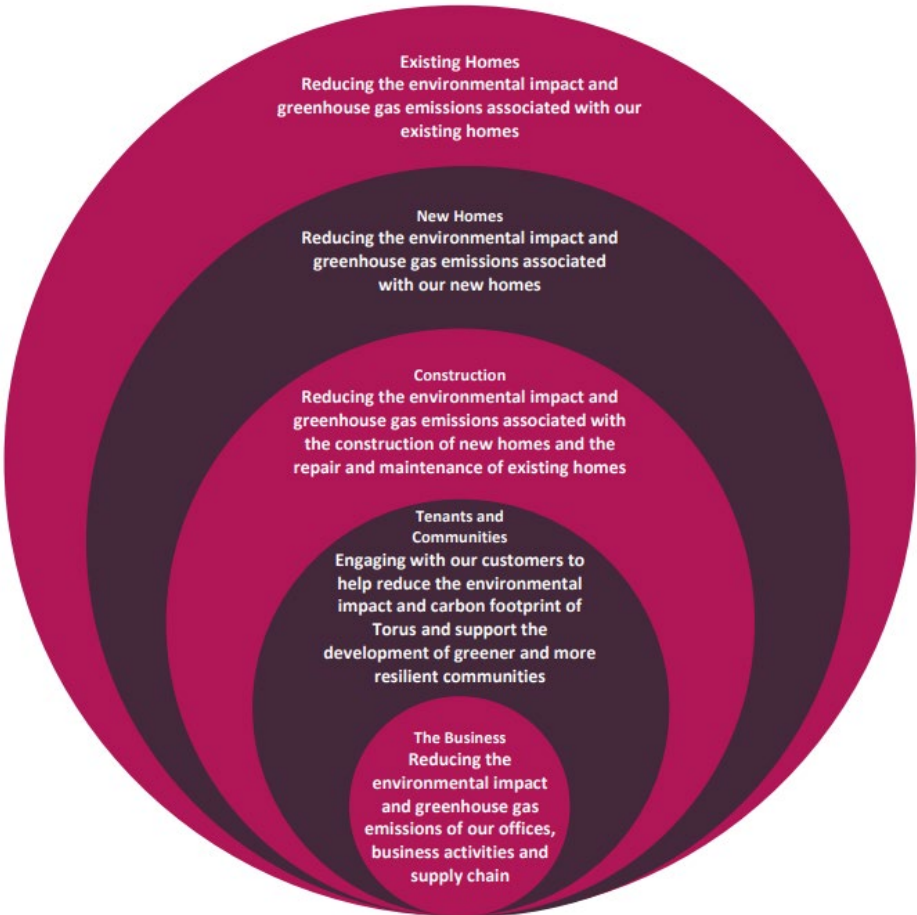 Existing Homes
Reducing the environmental impact and
greenhouse gas emissions associated with our
existing homes
New Homes
Reducing the environmental impact and
greenhouse gas emissions associated
with our new homes
Construction
Reducing the environmental impact and
greenhouse gas emissions associated with
the construction of new homes and the
repair and maintenance of existing homes
Tenants and
Communities
Engaging with our customers to
help reduce the environmental
impact and carbon footprint of
Torus and support the
development of greener and more
resilient communities
The Business
Reducing the
environmental impact
and greenhouse gas
emissions of our offices,
business activities and
supply chain